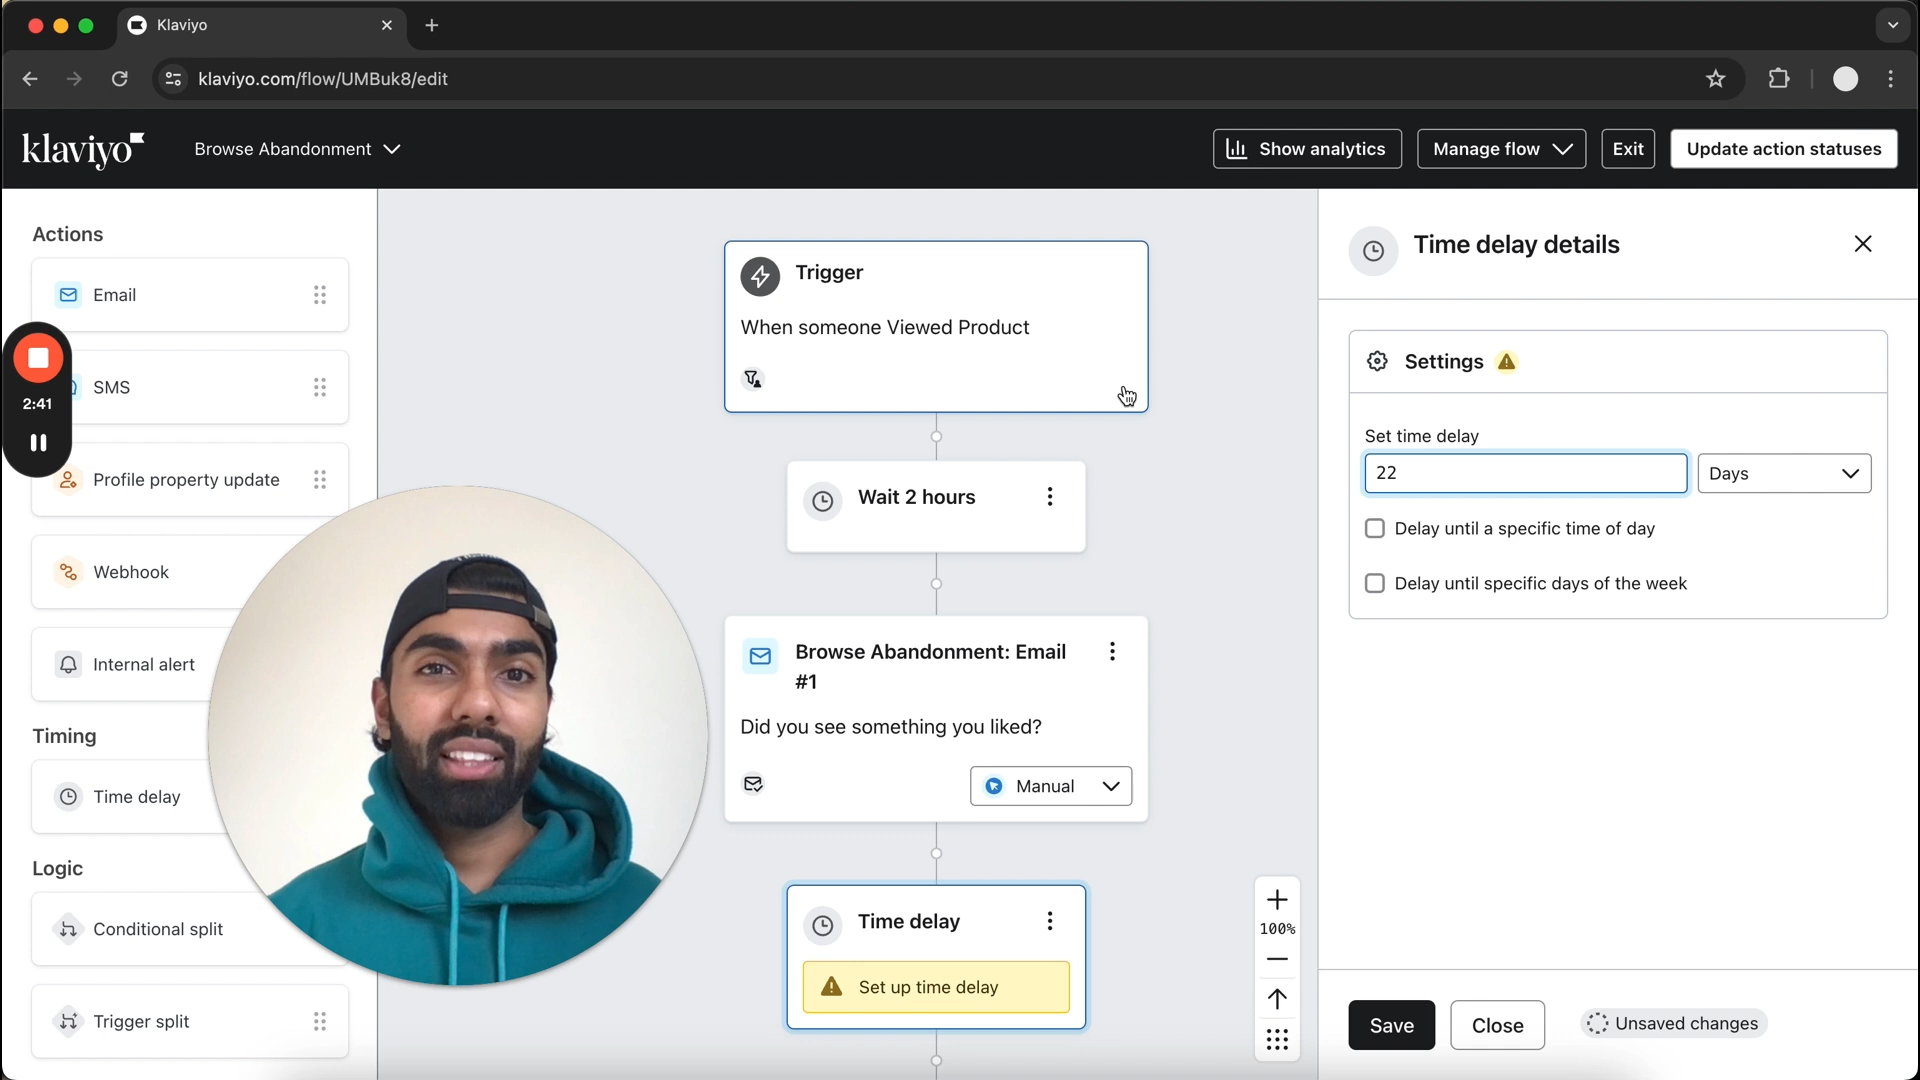 Klaviyo
klaviyo.com/flow/UMBuk8/edit
klaviyo
Browse Abandonment
Show analytics
Manage flow
Exit
Update action statuses
Actions
Email
SMS
2:41
Profile property update
Webhook
Internal alert
Timing
Time delay
Logic
Conditional split
Trigger split
Trigger
When someone Viewed Product
Wait 2 hours
Browse Abandonment: Email
#1
Did you see something you liked?
Manual
Time delay
Set up time delay
100%
Time delay details
Settings
Set time delay
22
Days
Delay until a specific time of day
Delay until specific days of the week
Save
Close
Unsaved changes